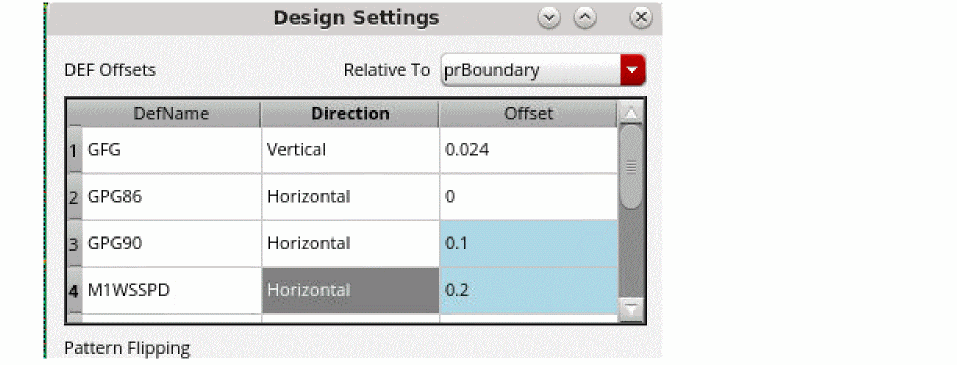 Design Settings
DEF Offsets Relative To prBoundary
DefName Direction Offset
1 GFG Vertical 0.024
2 GPG86 Horizontal 0
3 GPG90 Horizontal 0.1
4 M1WSSPD Horizontal 0.2
Pattern Flipping